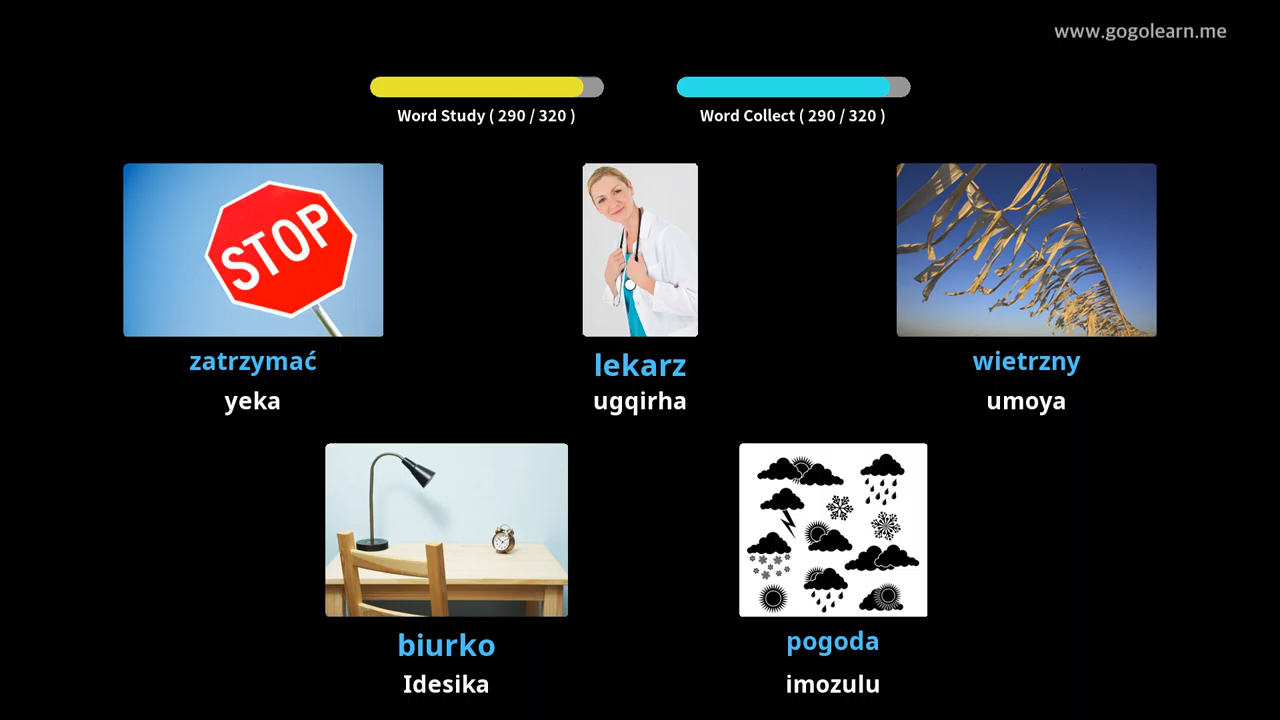 www.gogolearn.me
Word Study ( 290 / 320 )
Word Collect ( 290 / 320 )
STOP
zatrzymać
yeka
lekarz
ugqirha
wietrzny
umoya
biurko
Idesika
pogoda
imozulu